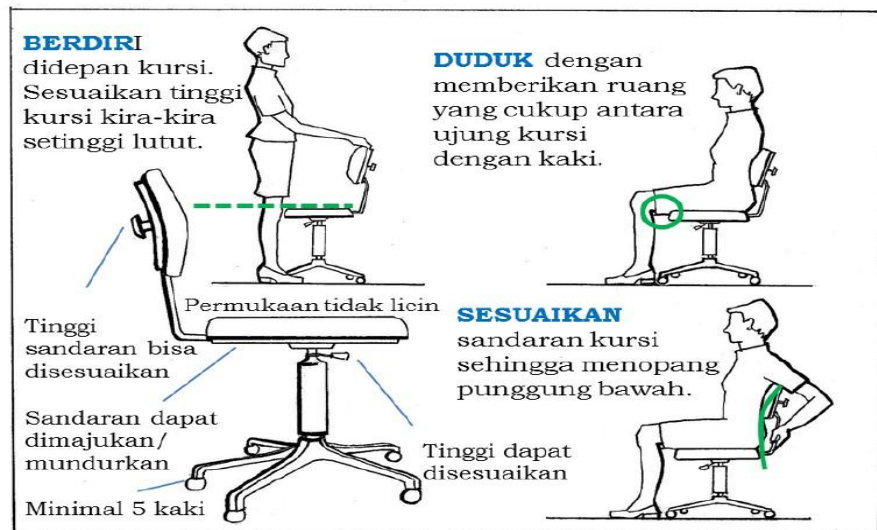 BERDIRI
didepan kursi.
Sesuaikan tinggi
kursi kira-kira
setinggi lutut.
DUDUK dengan
memberikan ruang
yang cukup antara
ujung kursi
dengan kaki.
Permukaan tidak licin
SESUAIKAN
sandaran kursi
sehingga menopang
punggung bawah.
Tinggi
sandaran bisa
disesuaikan
Sandaran dapat
dimajukan/
mundurkan
Tinggi dapat
disesuaikan
Minimal 5 kaki